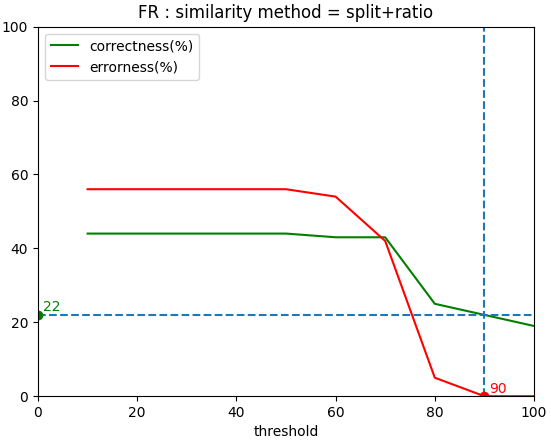 FR : similarity method = split+ratio
correctness(%)
errorness(%)
100
80
60
40
20
0
22
90
0 20 40 60 80 100
threshold